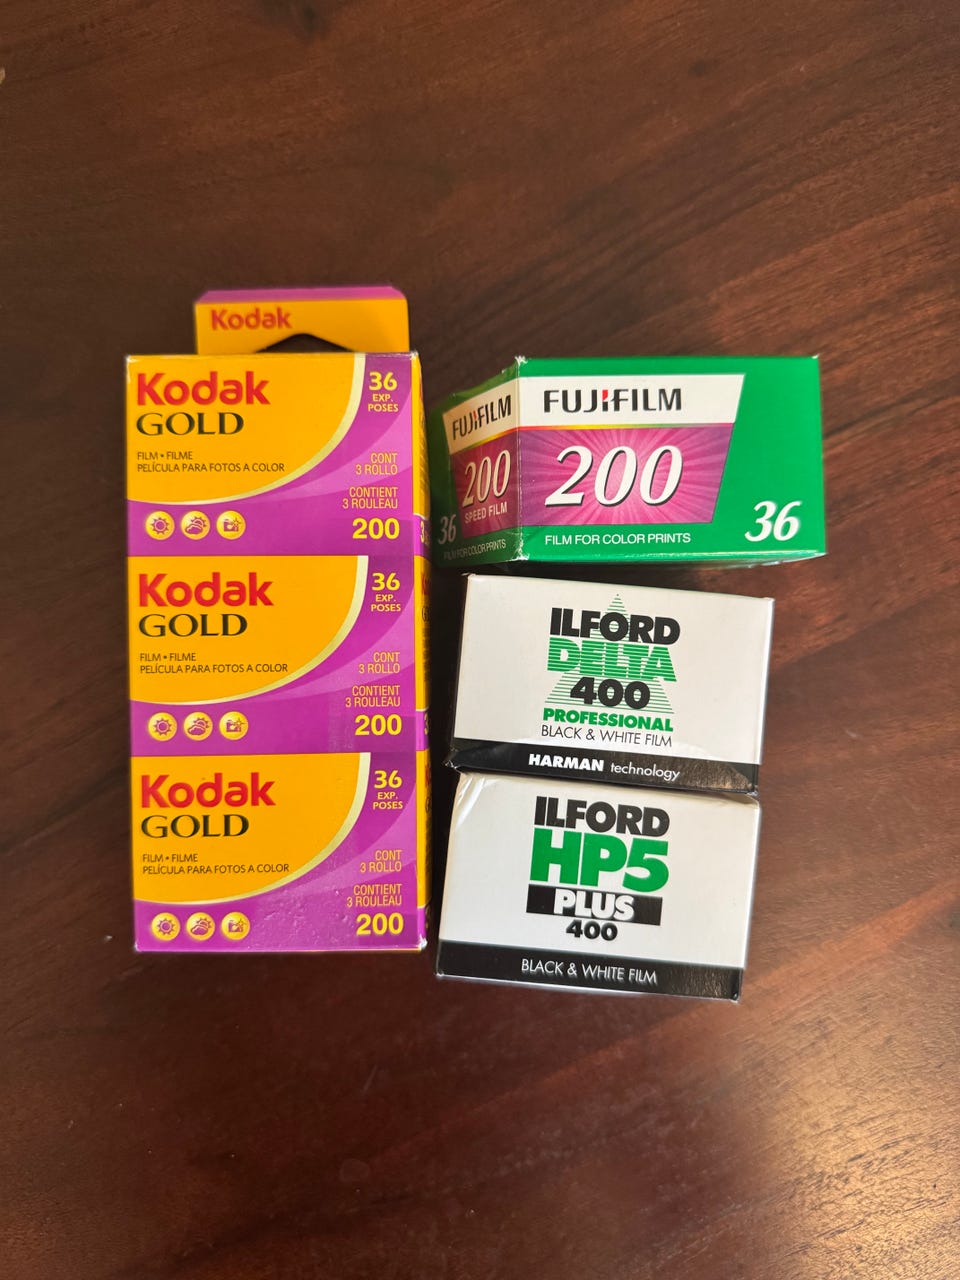 Kodak
Kodak
GOLD
36
EXP.
POSES
FILM • FILME
PELÍCULA PARA FOTOS A COLOR
CONT
3 ROLLO
CONTIENT
3 ROULEAU
200
Kodak
GOLD
36
EXP.
POSES
FILM • FILME
PELÍCULA PARA FOTOS A COLOR
CONT
3 ROLLO
CONTIENT
3 ROULEAU
200
Kodak
GOLD
36
EXP.
POSES
FILM • FILME
PELÍCULA PARA FOTOS A COLOR
CONT
3 ROLLO
CONTIENT
3 ROULEAU
200
FUJIFILM
200
SPEED FILM
36
FILM FOR COLOR PRINTS
FUJIFILM
200
FILM FOR COLOR PRINTS
36
ILFORD
DELTA
400
PROFESSIONAL
BLACK & WHITE FILM
HARMAN technology
ILFORD
HP5
PLUS
400
BLACK & WHITE FILM